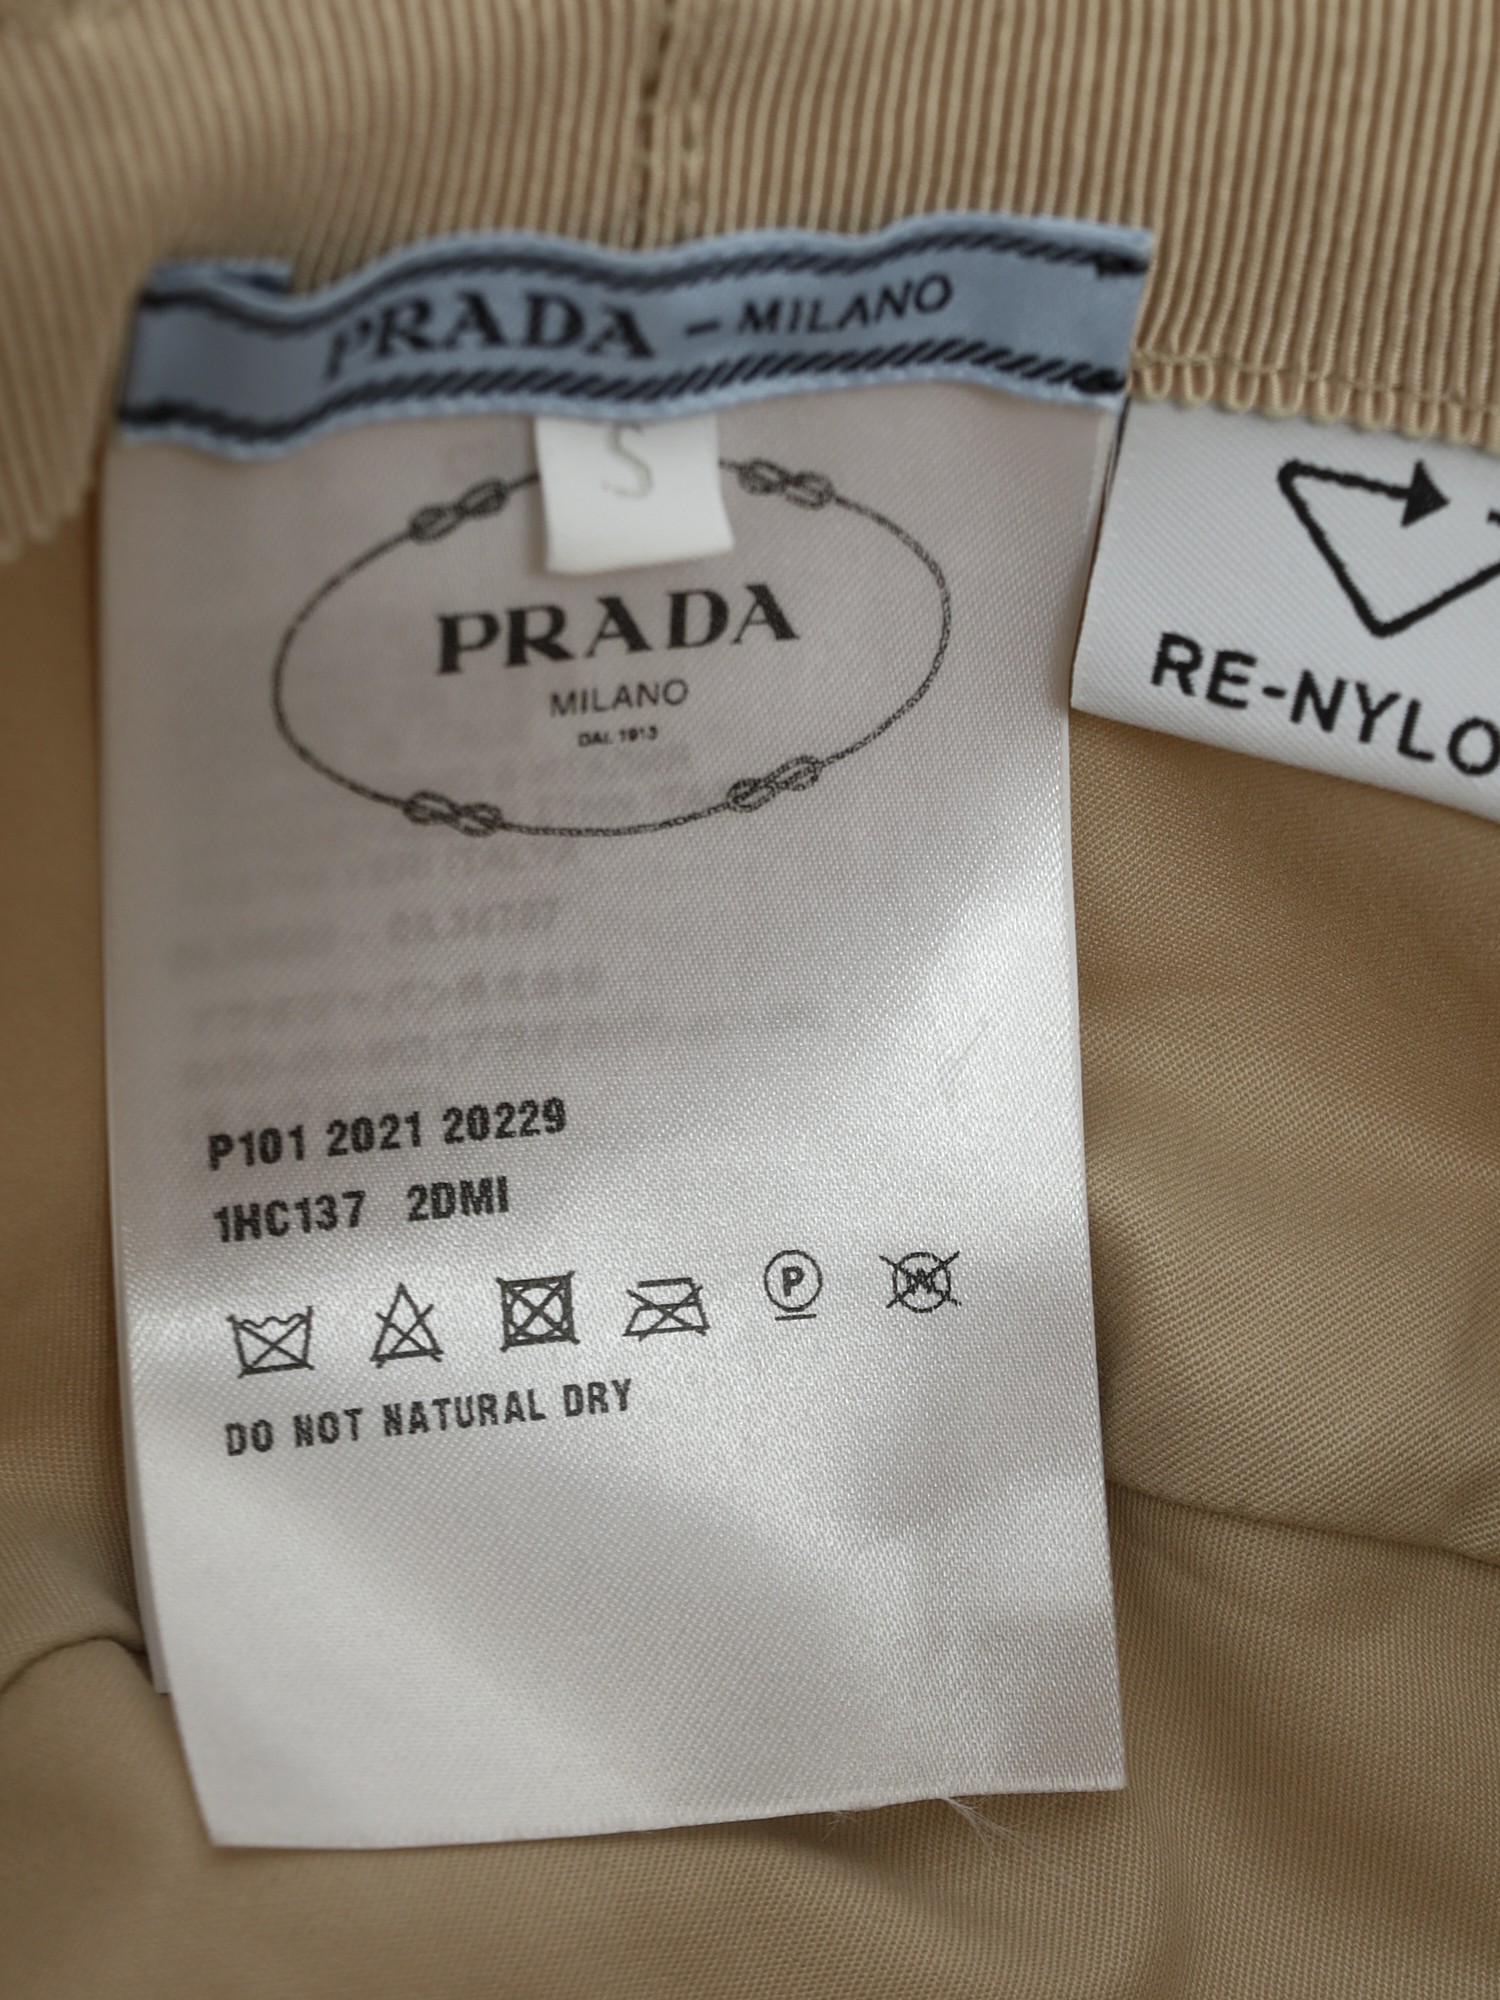 PRADA – MILANO
S
PRADA
MILANO
DAL 1913
RE-NYLO
P101 2021 20229
1HC137 2DMI
P
W
DO NOT NATURAL DRY